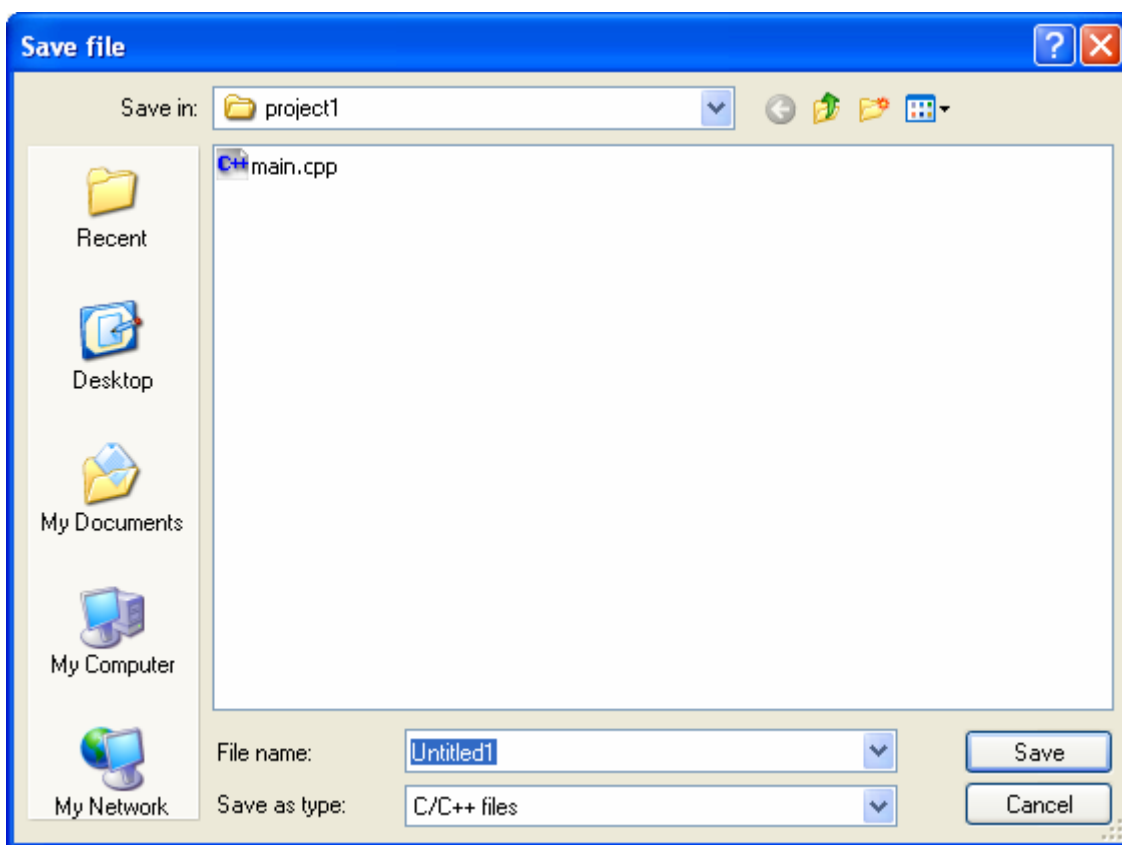 Save file
Save in: project1
C++ main.cpp
Recent
Desktop
My Documents
My Computer
My Network
File name: Untitled1 Save
Save as type: C/C++ files Cancel